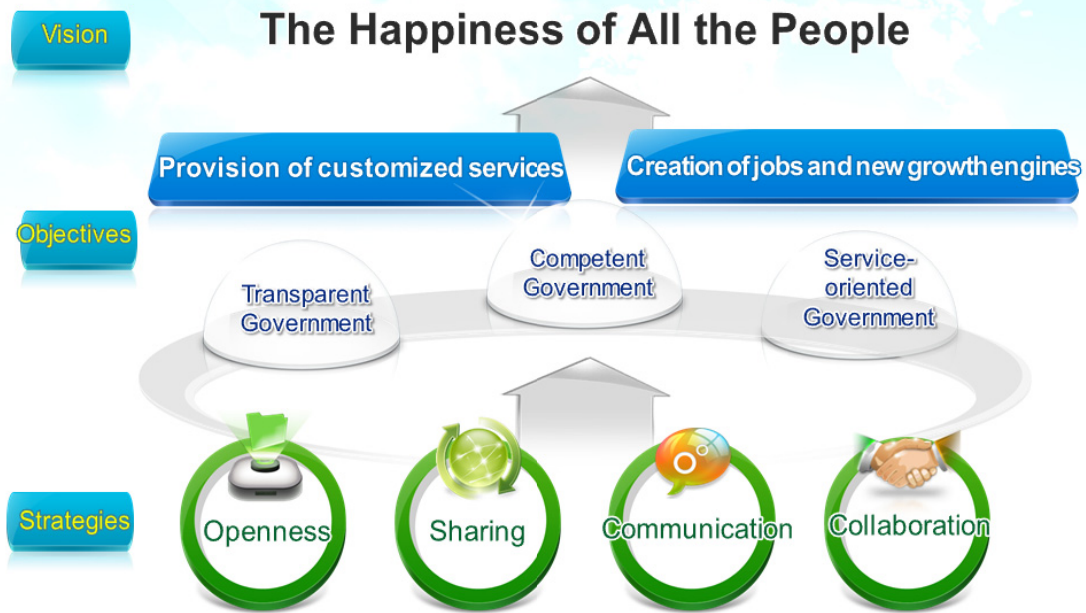 Vision
The Happiness of All the People
Provision of customized services
Creation of jobs and new growth engines
Objectives
Transparent
Government
Competent
Government
Service-
oriented
Government
Strategies
Openness
Sharing
Communication
Collaboration